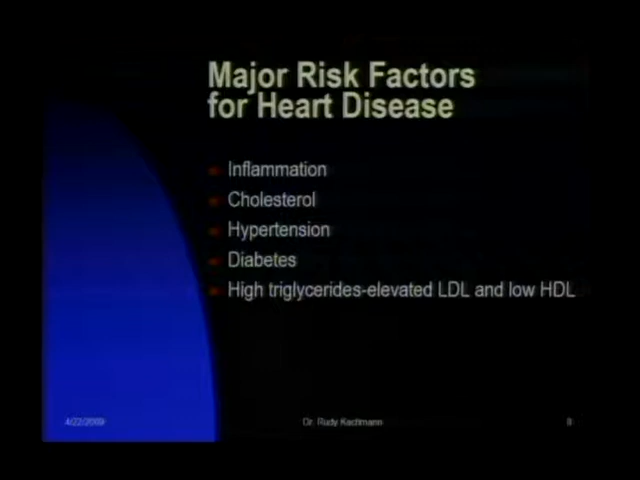 Major Risk Factors
for Heart Disease
Inflammation
Cholesterol
Hypertension
Diabetes
High triglycerides-elevated LDL and low HDL
4/22/2009
Dr. Rudy Kachmann
8